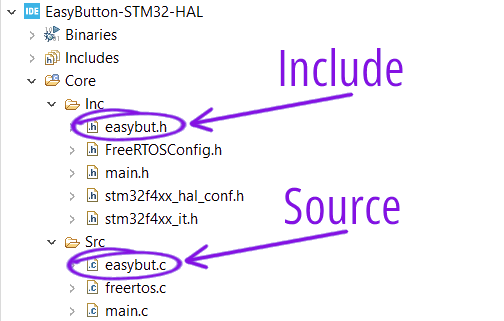 IDE EasyButton-STM32-HAL
Binaries
Includes
Core
Include
Inc
.h easybut.h
.h FreeRTOSConfig.h
.h main.h
.h stm32f4xx_hal_conf.h
.h stm32f4xx_it.h
Source
Src
.c easybut.c
.c freertos.c
.c main.c